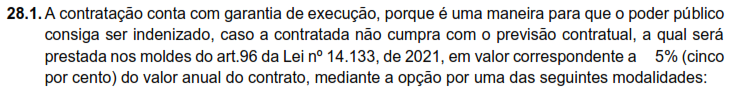 28.1. A contratação conta com garantia de execução, porque é uma maneira para que o poder público
consiga ser indenizado, caso a contratada não cumpra com o previsão contratual, a qual será
prestada nos moldes do art.96 da Lei nº 14.133, de 2021, em valor correspondente a 5% (cinco
por cento) do valor anual do contrato, mediante a opção por uma das seguintes modalidades: